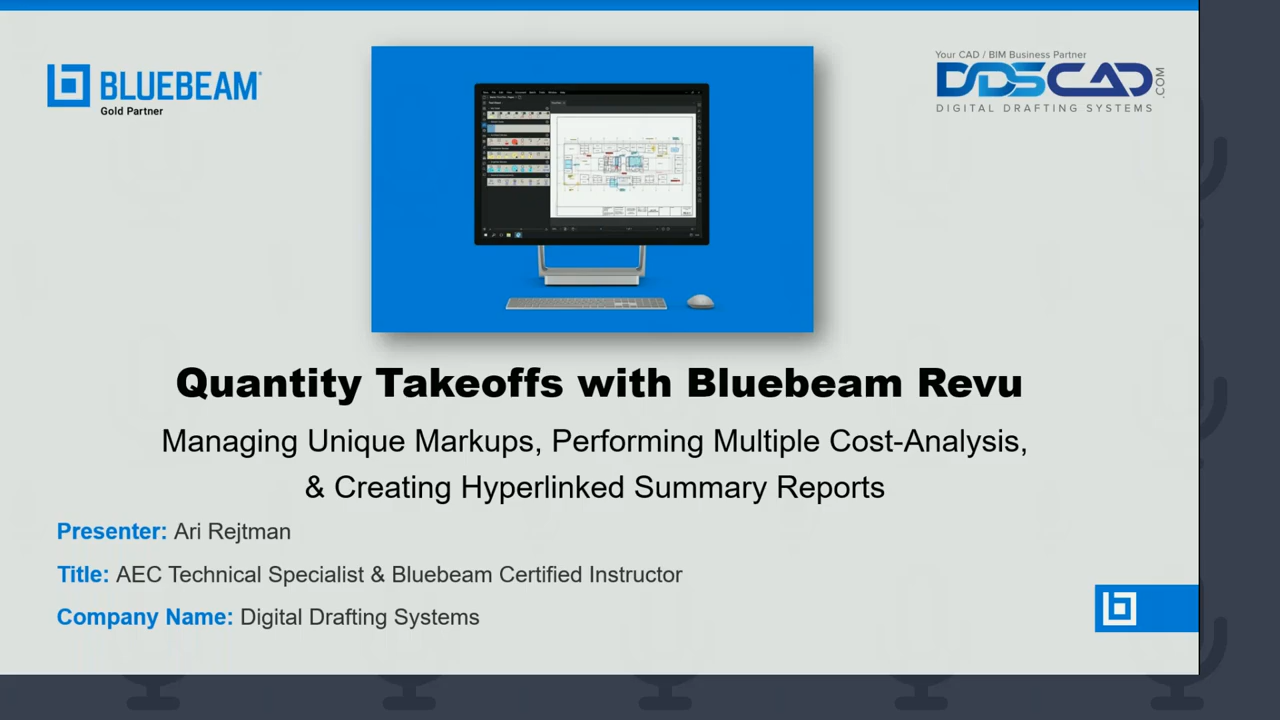 BLUEBEAM
Gold Partner
Your CAD / BIM Business Partner
DDSCAD.COM
DIGITAL DRAFTING SYSTEMS
Quantity Takeoffs with Bluebeam Revu
Managing Unique Markups, Performing Multiple Cost-Analysis,
& Creating Hyperlinked Summary Reports
Presenter: Ari Rejtman
Title: AEC Technical Specialist & Bluebeam Certified Instructor
Company Name: Digital Drafting Systems